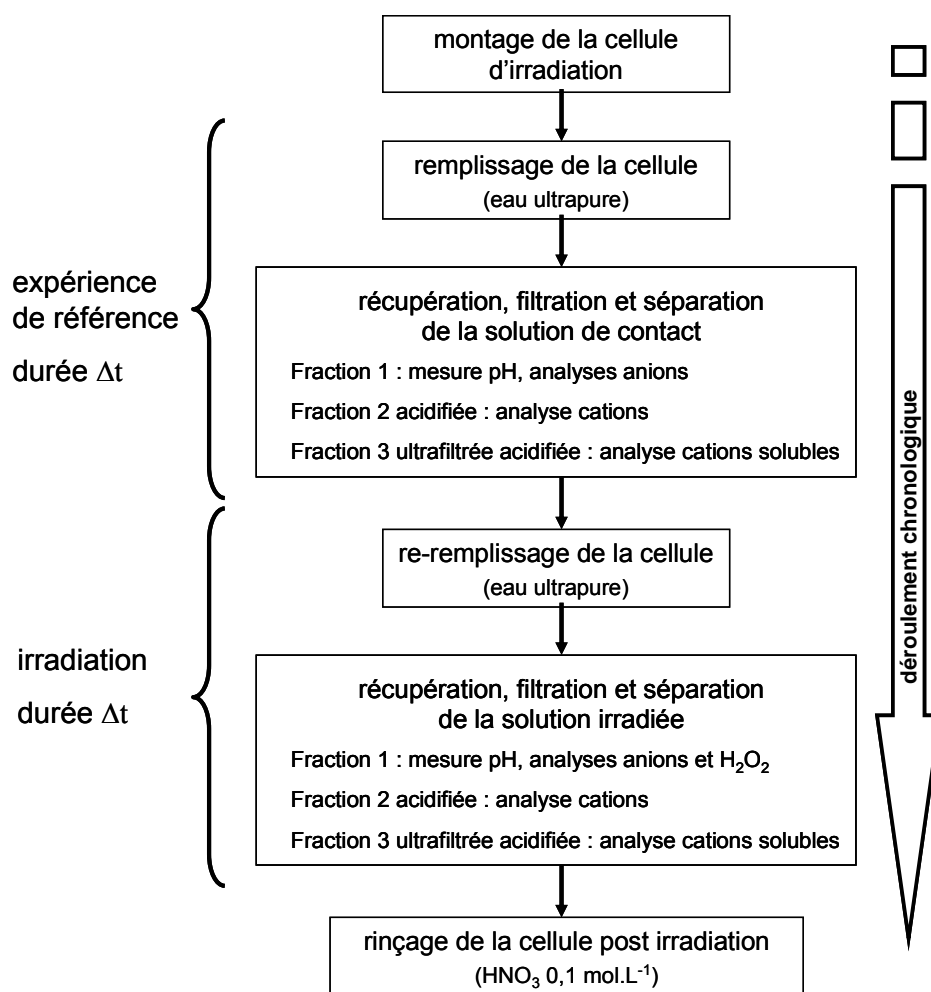 montage de la cellule
d'irradiation
remplissage de la cellule
(eau ultrapure)
expérience
de référence
durée Δt
récupération, filtration et séparation
de la solution de contact
Fraction 1 : mesure pH, analyses anions
Fraction 2 acidifiée : analyse cations
Fraction 3 ultrafiltrée acidifiée : analyse cations solubles
re-remplissage de la cellule
(eau ultrapure)
irradiation
durée Δt
récupération, filtration et séparation
de la solution irradiée
Fraction 1 : mesure pH, analyses anions et H₂O₂
Fraction 2 acidifiée : analyse cations
Fraction 3 ultrafiltrée acidifiée : analyse cations solubles
rinçage de la cellule post irradiation
(HNO₃ 0,1 mol.L⁻¹)
déroulement chronologique